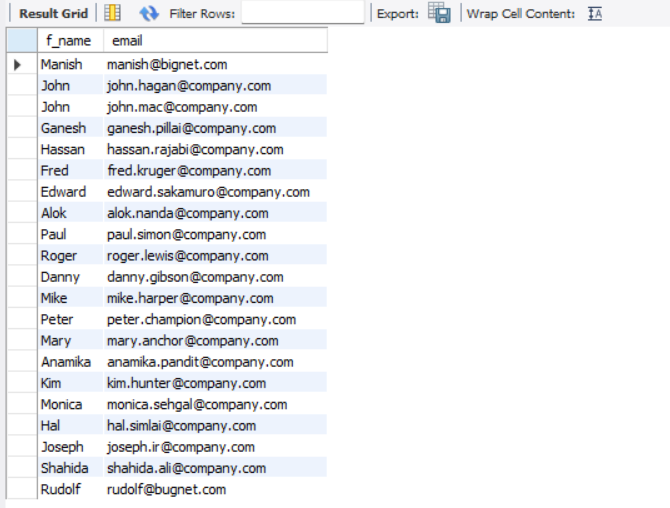 Result Grid Filter Rows: Export: Wrap Cell Content: IA
f_name email
Manish manish@bignet.com
John john.hagan@company.com
John john.mac@company.com
Ganesh ganesh.pillai@company.com
Hassan hassan.rajabi@company.com
Fred fred.kruger@company.com
Edward edward.sakamuro@company.com
Alok alok.nanda@company.com
Paul paul.simon@company.com
Roger roger.lewis@company.com
Danny danny.gibson@company.com
Mike mike.harper@company.com
Peter peter.champion@company.com
Mary mary.anchor@company.com
Anamika anamika.pandit@company.com
Kim kim.hunter@company.com
Monica monica.sehgal@company.com
Hal hal.simlai@company.com
Joseph joseph.ir@company.com
Shahida shahida.ali@company.com
Rudolf rudolf@bugnet.com